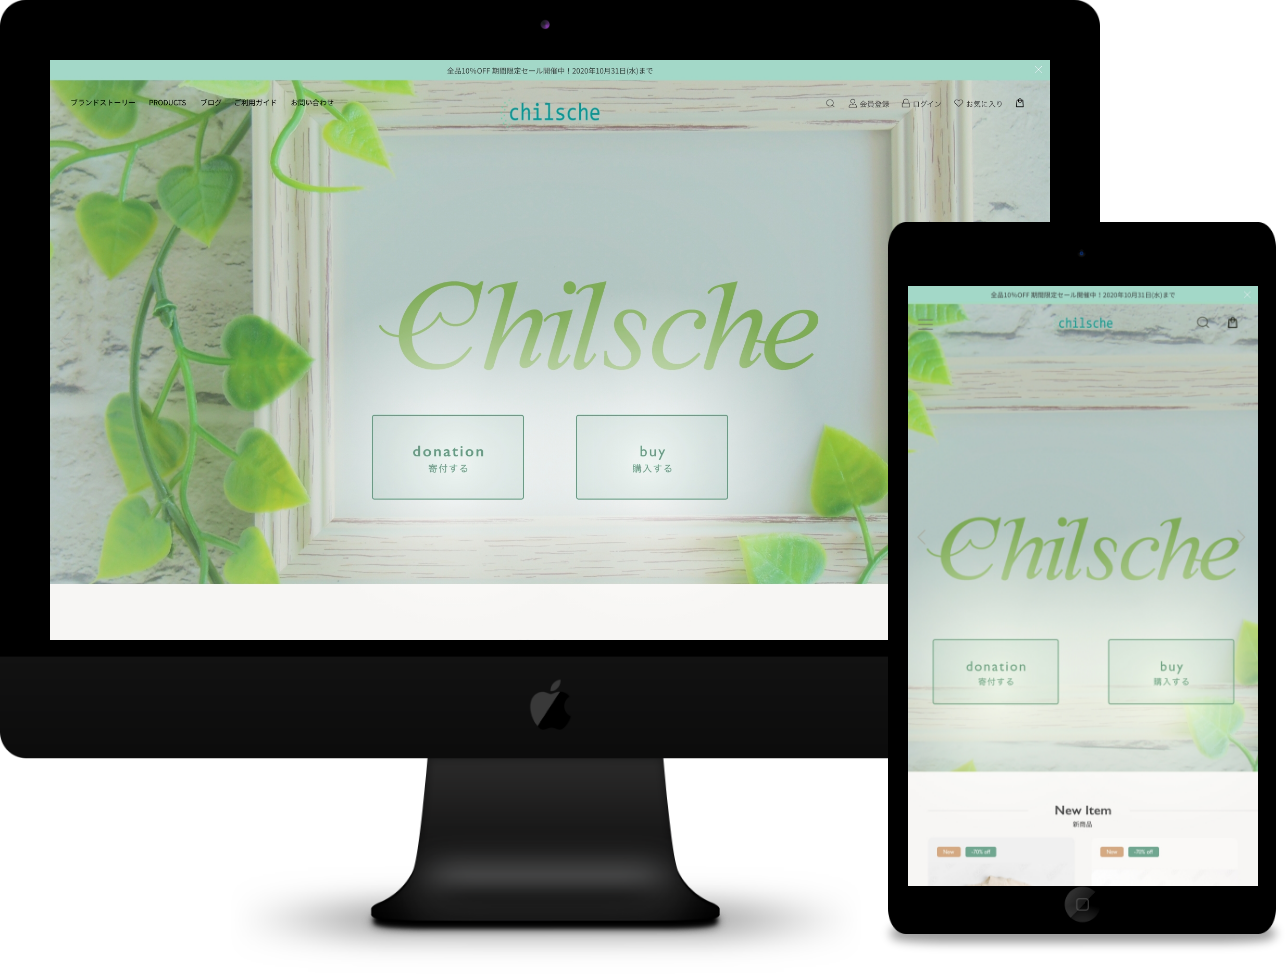 全品10%OFF 期間限定セール開催中！2020年10月31日(水)まで
ブランドストーリー PRODUCTS ブログ ご利用ガイド お問い合わせ
chilsche
会員登録 ログイン お気に入り
Chilsche
donation
寄付する
buy
購入する
全品10%OFF 期間限定セール開催中！2020年10月31日(水)まで
chilsche
Chilsche
donation
寄付する
buy
購入する
New Item
新商品
New -70% off
New -70% off